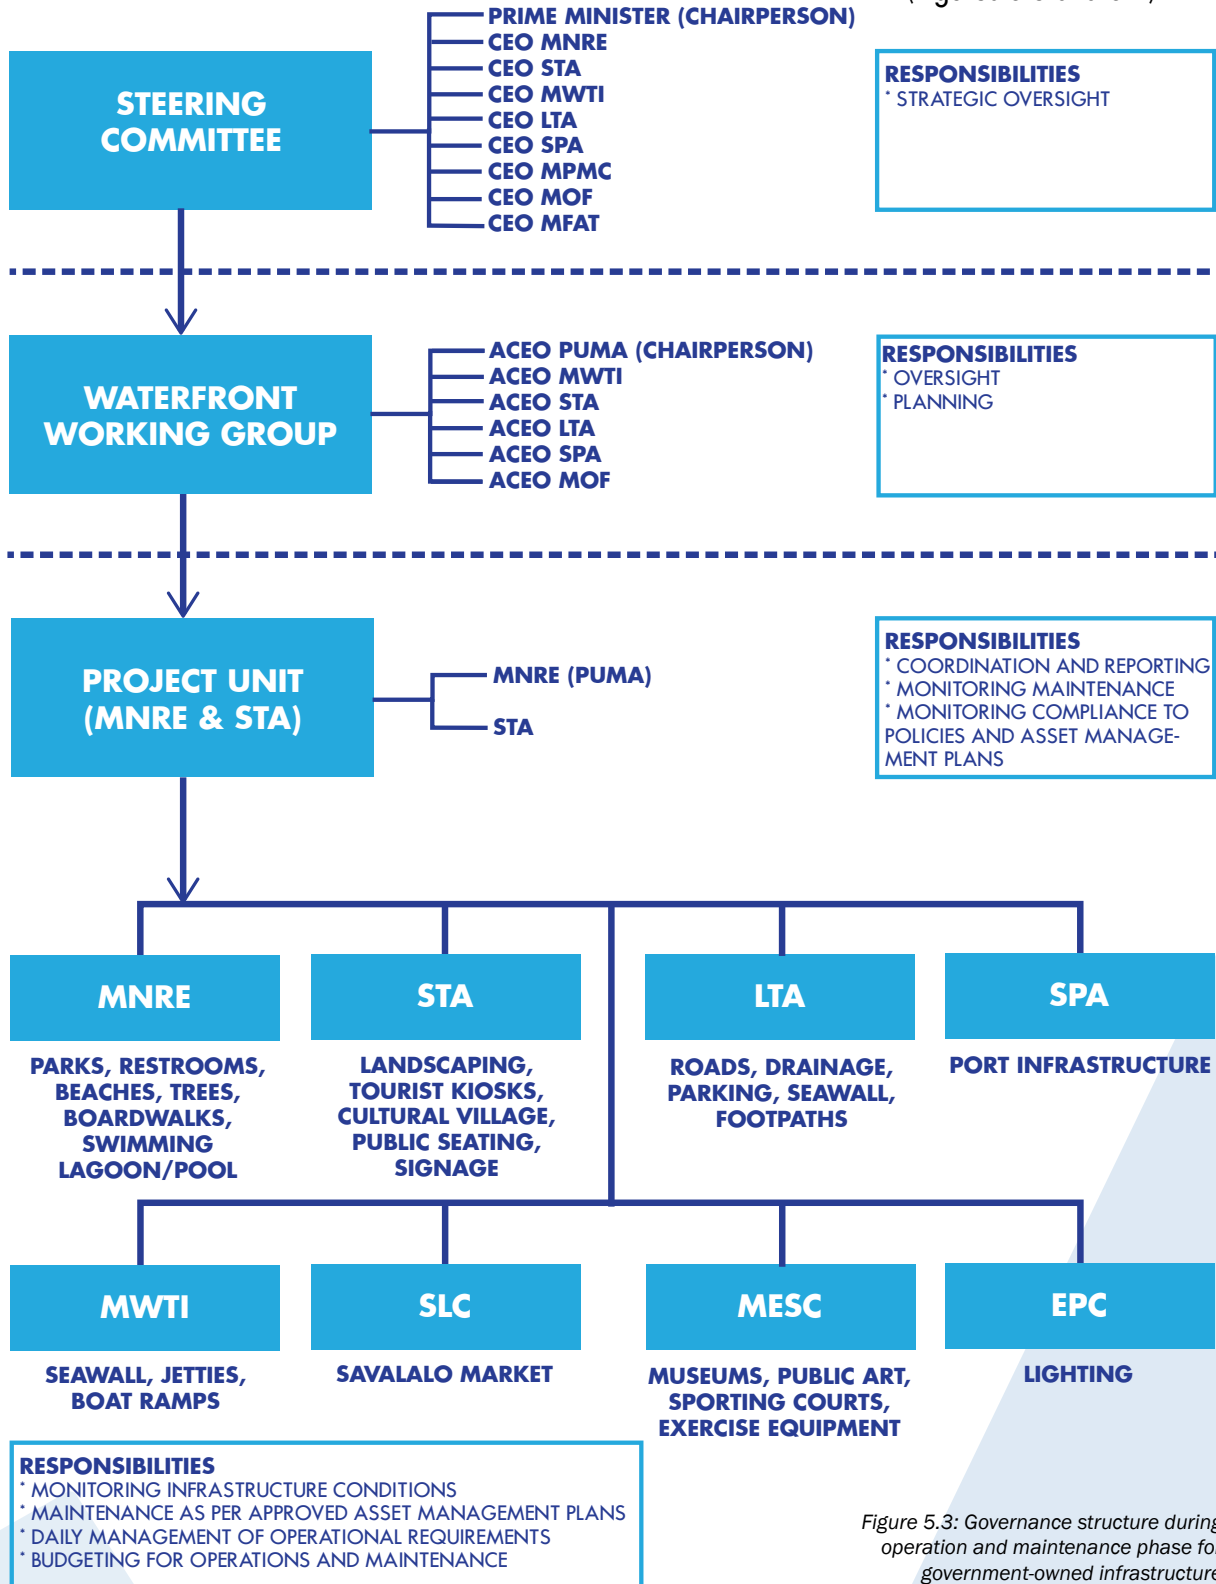 PRIME MINISTER (CHAIRPERSON)
CEO MNRE
CEO STA
CEO MWTI
CEO LTA
CEO SPA
CEO MPMC
CEO MOF
CEO MFAT
STEERING
COMMITTEE
RESPONSIBILITIES
* STRATEGIC OVERSIGHT
WATERFRONT
WORKING GROUP
ACEO PUMA (CHAIRPERSON)
ACEO MWTI
ACEO STA
ACEO LTA
ACEO SPA
ACEO MOF
RESPONSIBILITIES
* OVERSIGHT
* PLANNING
PROJECT UNIT
(MNRE & STA)
MNRE (PUMA)
STA
RESPONSIBILITIES
* COORDINATION AND REPORTING
* MONITORING MAINTENANCE
* MONITORING COMPLIANCE TO
POLICIES AND ASSET MANAGE-
MENT PLANS
MNRE
PARKS, RESTROOMS,
BEACHES, TREES,
BOARDWALKS,
SWIMMING
LAGOON/POOL
STA
LANDSCAPING,
TOURIST KIOSKS,
CULTURAL VILLAGE,
PUBLIC SEATING,
SIGNAGE
LTA
ROADS, DRAINAGE,
PARKING, SEAWALL,
FOOTPATHS
SPA
PORT INFRASTRUCTURE
MWTI
SEAWALL, JETTIES,
BOAT RAMPS
SLC
SAVALALO MARKET
MESC
MUSEUMS, PUBLIC ART,
SPORTING COURTS,
EXERCISE EQUIPMENT
EPC
LIGHTING
RESPONSIBILITIES
* MONITORING INFRASTRUCTURE CONDITIONS
* MAINTENANCE AS PER APPROVED ASSET MANAGEMENT PLANS
* DAILY MANAGEMENT OF OPERATIONAL REQUIREMENTS
* BUDGETING FOR OPERATIONS AND MAINTENANCE
Figure 5.3: Governance structure during
operation and maintenance phase for
government-owned infrastructure